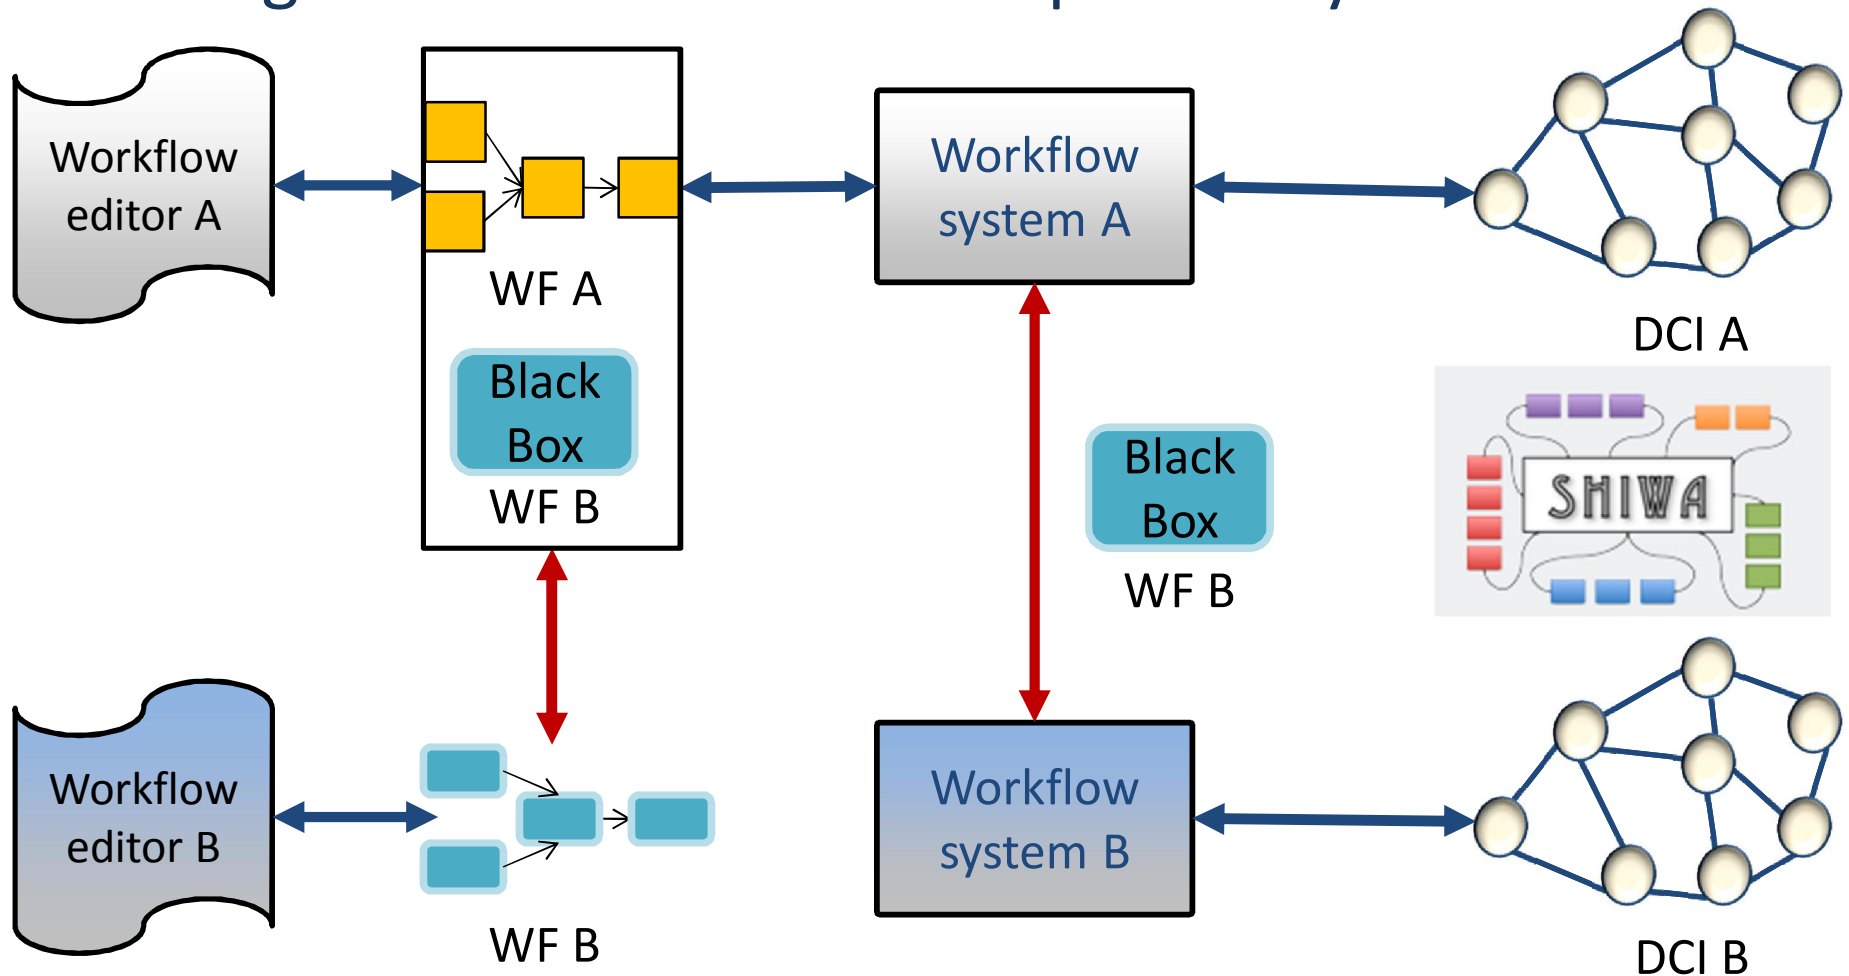 Workflow
editor A
WF A
Black
Box
WF B
Workflow
system A
DCI A
Black
Box
WF B
SHIWA
Workflow
editor B
WF B
Workflow
system B
DCI B